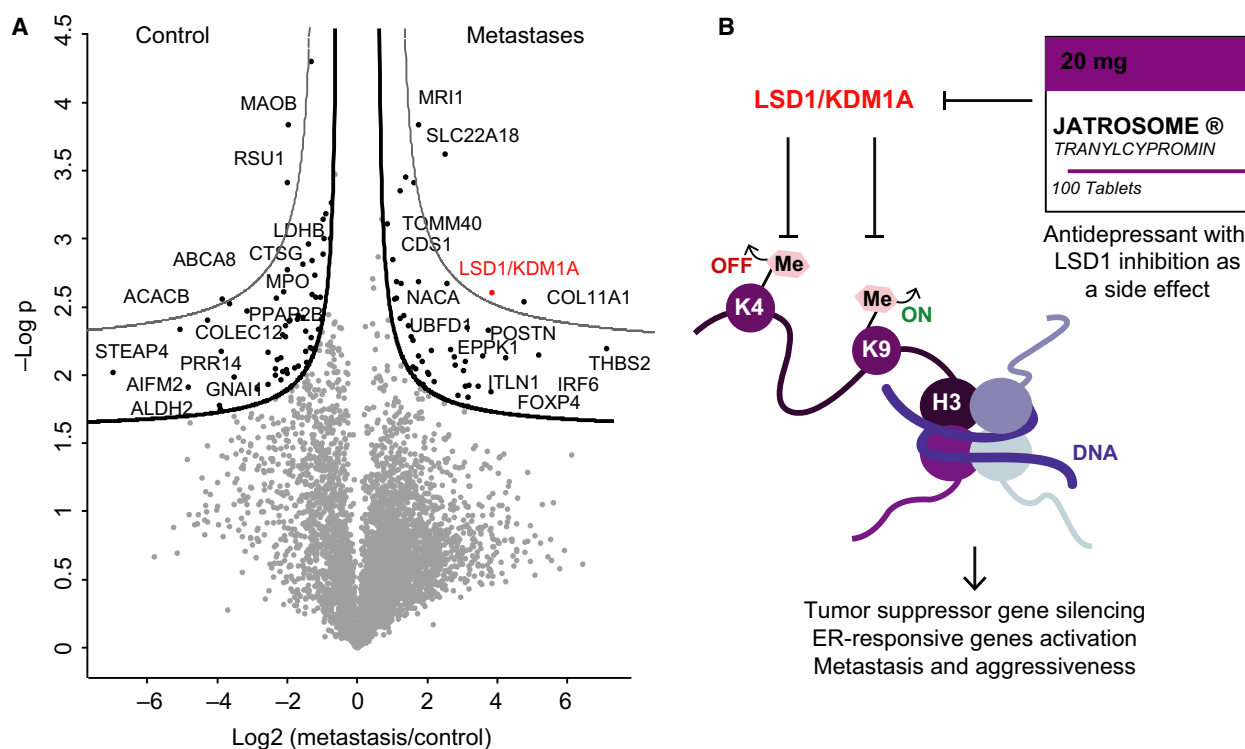 A
Control
Metastases
4.5
4
3.5
3
2.5
2
1.5
1
0.5
0
–Log p
MAOB
RSU1
LDHB
CTSG
ABCA8
MPO
ACACB
PPAR2B
COLEC12
STEAP4
PRR14
AIFM2
GNAI1
ALDH2
MRI1
SLC22A18
TOMM40
CDS1
LSD1/KDM1A
NACA
COL11A1
UBFD1
POSTN
EPPK1
THBS2
ITLN1
IRF6
FOXP4
–6
–4
–2
0
2
4
6
Log2 (metastasis/control)
B
LSD1/KDM1A
20 mg
JATROSOME ®
TRANYLCYPROMIN
100 Tablets
Antidepressant with
LSD1 inhibition as
a side effect
OFF
Me
K4
Me
ON
K9
H3
DNA
Tumor suppressor gene silencing
ER-responsive genes activation
Metastasis and aggressiveness